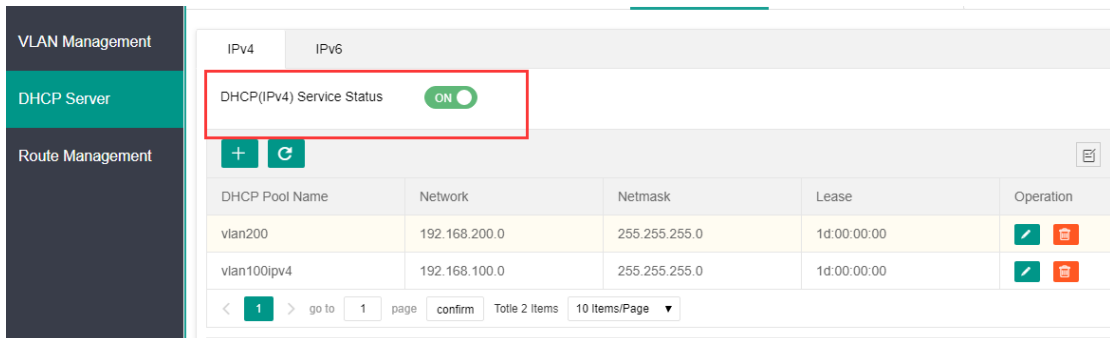 VLAN Management
DHCP Server
Route Management
IPv4 IPv6
DHCP(IPv4) Service Status ON
DHCP Pool Name Network Netmask Lease Operation
vlan200 192.168.200.0 255.255.255.0 1d:00:00:00
vlan100ipv4 192.168.100.0 255.255.255.0 1d:00:00:00
< 1 > go to 1 page confirm Totle 2 Items 10 Items/Page ▼